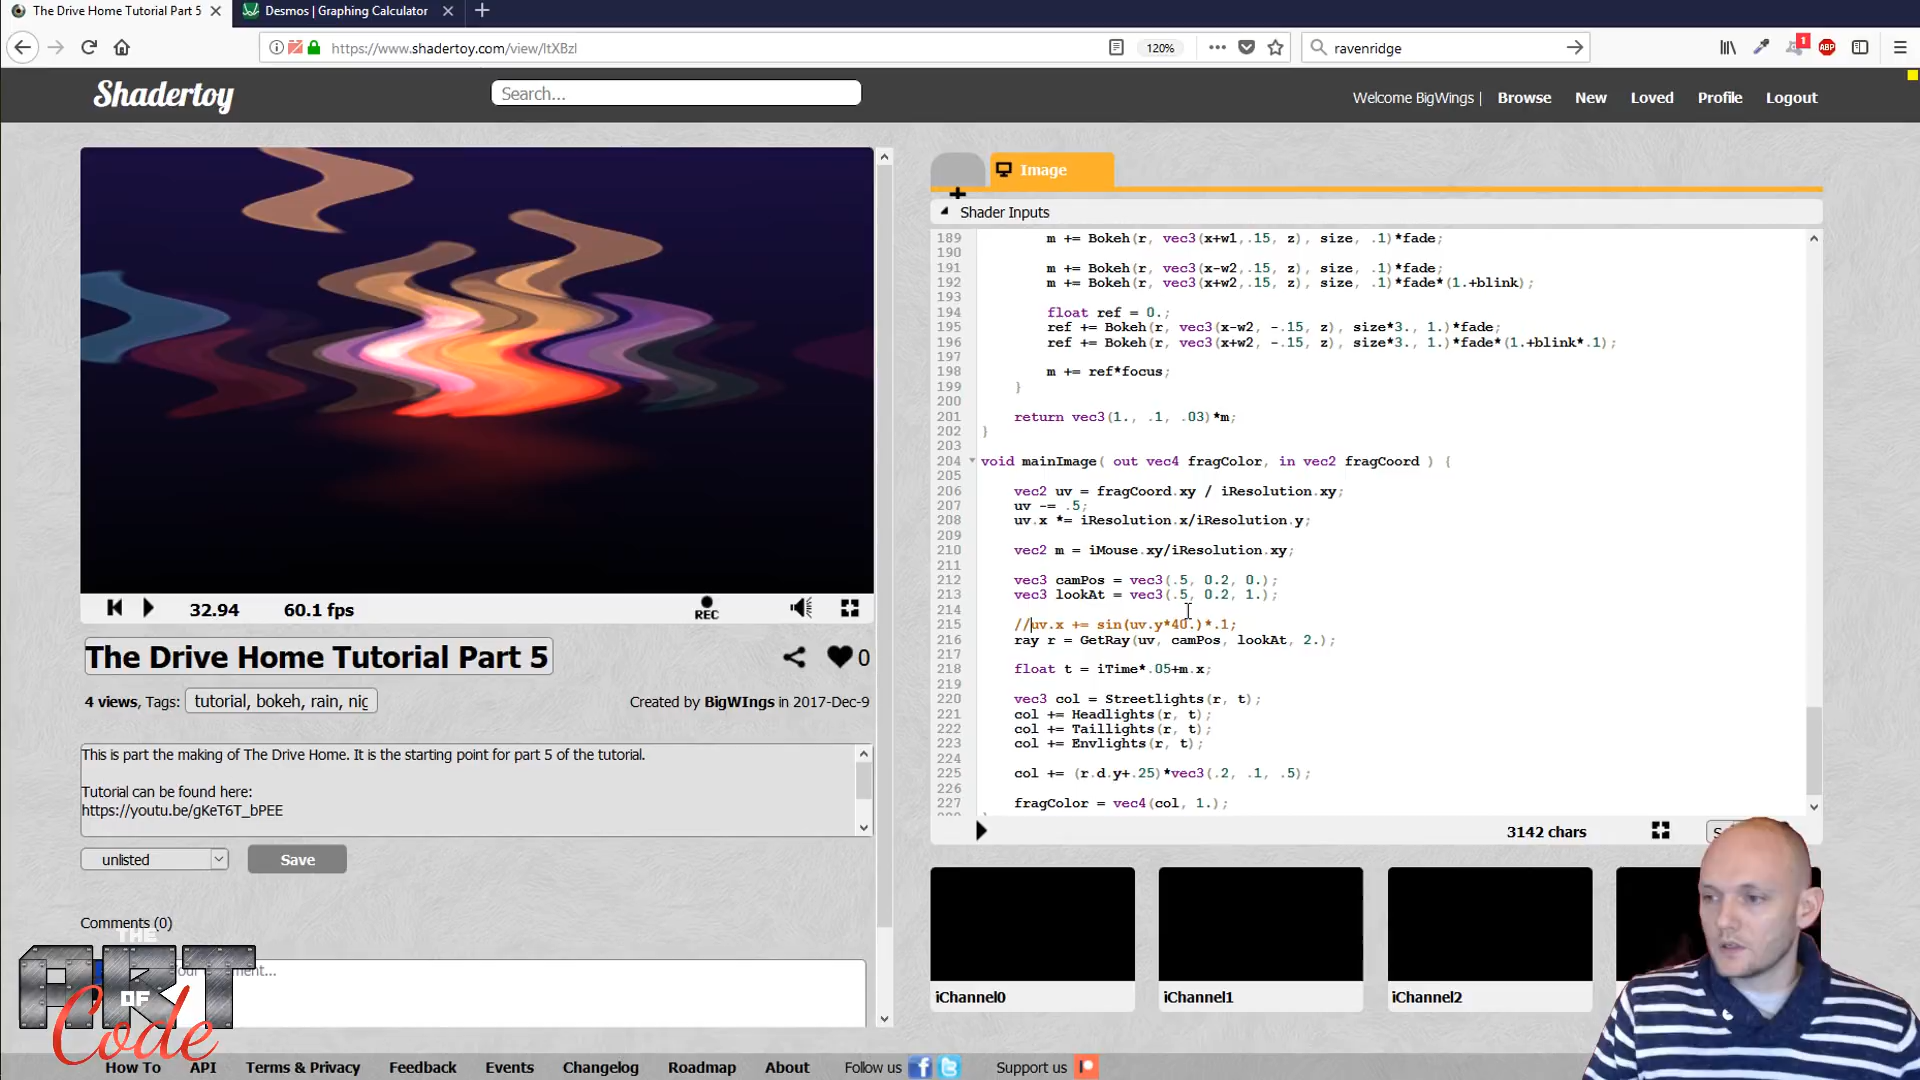 The Drive Home Tutorial Part 5
Desmos | Graphing Calculator
https://www.shadertoy.com/view/ltXBzl
120%
ravenridge
1
ABP
Shadertoy
Search...
Welcome BigWings |
Browse
New
Loved
Profile
Logout
Image
Shader Inputs
189 m += Bokeh(r, vec3(x+w1,.15, z), size, .1)*fade;
190
191 m += Bokeh(r, vec3(x-w2,.15, z), size, .1)*fade;
192 m += Bokeh(r, vec3(x+w2,.15, z), size, .1)*fade*(1.+blink);
193
194 float ref = 0.;
195 ref += Bokeh(r, vec3(x-w2, -.15, z), size*3., 1.)*fade;
196 ref += Bokeh(r, vec3(x+w2, -.15, z), size*3., 1.)*fade*(1.+blink*.1);
197
198 m += ref*focus;
199 }
200
201 return vec3(1., .1, .03)*m;
202 }
203
204 void mainImage( out vec4 fragColor, in vec2 fragCoord ) {
205
206 vec2 uv = fragCoord.xy / iResolution.xy;
207 uv -= .5;
208 uv.x *= iResolution.x/iResolution.y;
209
210 vec2 m = iMouse.xy/iResolution.xy;
211
212 vec3 camPos = vec3(.5, 0.2, 0.);
213 vec3 lookAt = vec3(.5, 0.2, 1.);
214
215 //uv.x += sin(uv.y*40.)*.1;
216 ray r = GetRay(uv, camPos, lookAt, 2.);
217
218 float t = iTime*.05+m.x;
219
220 vec3 col = Streetlights(r, t);
221 col += Headlights(r, t);
222 col += Taillights(r, t);
223 col += Envlights(r, t);
224
225 col += (r.d.y+.25)*vec3(.2, .1, .5);
226
227 fragColor = vec4(col, 1.);
32.94
60.1 fps
REC
3142 chars
The Drive Home Tutorial Part 5
0
4 views, Tags:
tutorial, bokeh, rain, nig
Created by BigWIngs in 2017-Dec-9
This is part the making of The Drive Home. It is the starting point for part 5 of the tutorial.
Tutorial can be found here:
https://youtu.be/gKeT6T_bPEE
unlisted
Save
Comments (0)
iChannel0
iChannel1
iChannel2
THE
ART
OF
Code
How To
API
Terms & Privacy
Feedback
Events
Changelog
Roadmap
About
Follow us
Support us